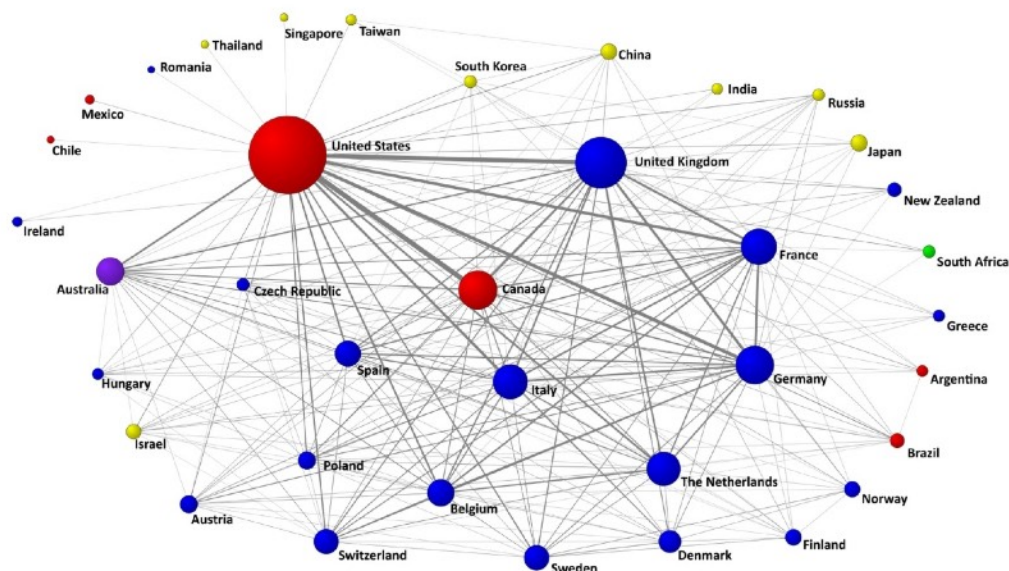 Singapore
Taiwan
Thailand
China
South Korea
Romania
India
Russia
Mexico
Chile
United States
Japan
United Kingdom
New Zealand
Ireland
France
South Africa
Australia
Czech Republic
Canada
Greece
Spain
Germany
Argentina
Hungary
Italy
Israel
Brazil
Poland
The Netherlands
Norway
Belgium
Austria
Switzerland
Denmark
Finland
Sweden